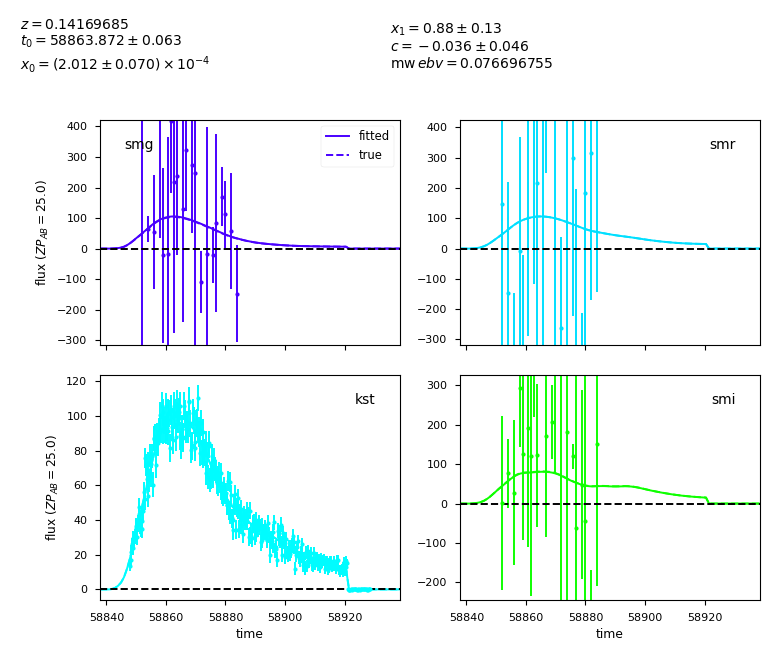 z = 0.14169685
t0 = 58863.872 ± 0.063
x0 = (2.012 ± 0.070) × 10^−4
x1 = 0.88 ± 0.13
c = −0.036 ± 0.046
mwebv = 0.076696755
400
300
200
100
0
−100
−200
−300
flux (ZP_AB = 25.0)
smg
fitted
true
400
300
200
100
0
−100
−200
−300
smr
120
100
80
60
40
20
0
flux (ZP_AB = 25.0)
kst
58840 58860 58880 58900 58920
time
300
200
100
0
−100
−200
smi
58840 58860 58880 58900 58920
time